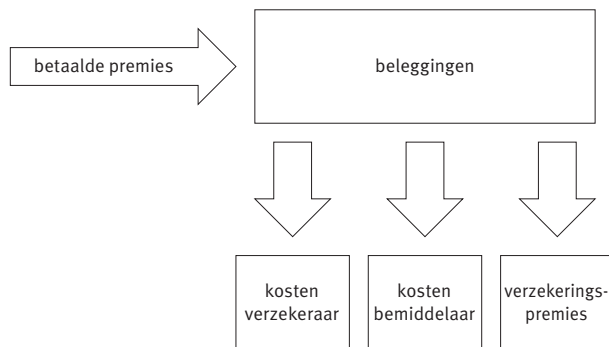 betaalde premies
beleggingen
kosten
verzekeraar
kosten
bemiddelaar
verzekerings-
premies